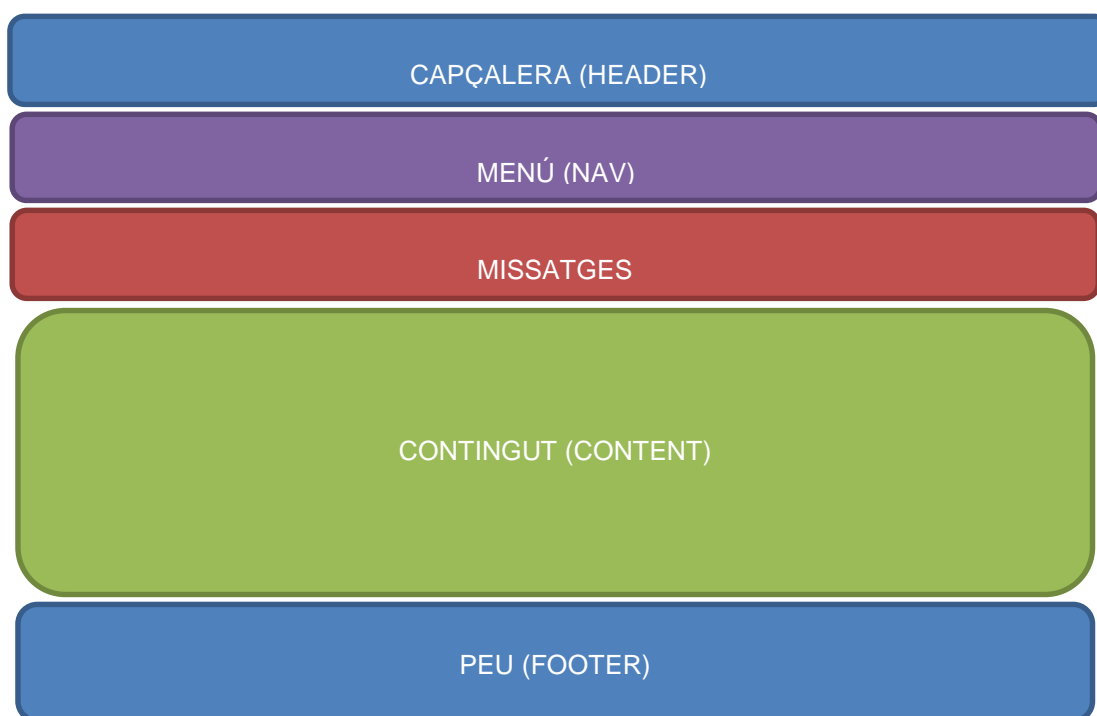 CAPÇALERA (HEADER)
MENÚ (NAV)
MISSATGES
CONTINGUT (CONTENT)
PEU (FOOTER)